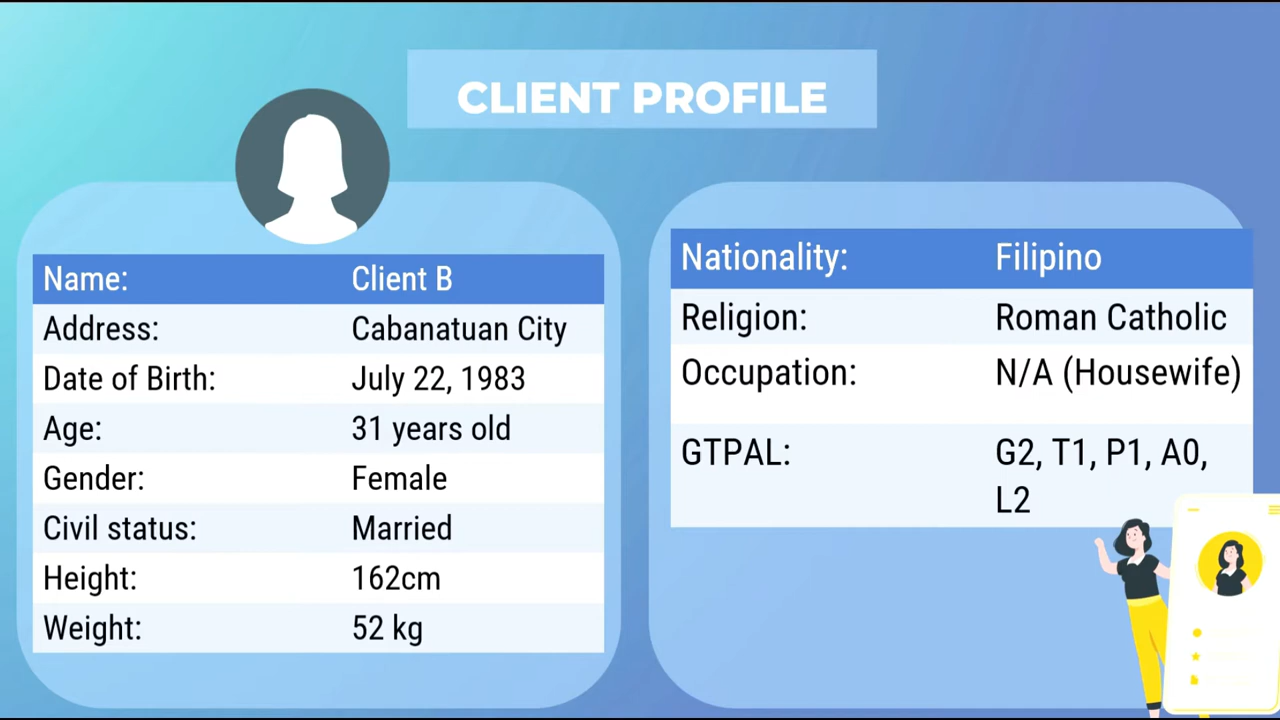 CLIENT PROFILE
Name: Client B
Address: Cabanatuan City
Date of Birth: July 22, 1983
Age: 31 years old
Gender: Female
Civil status: Married
Height: 162cm
Weight: 52 kg
Nationality: Filipino
Religion: Roman Catholic
Occupation: N/A (Housewife)
GTPAL: G2, T1, P1, A0,
L2